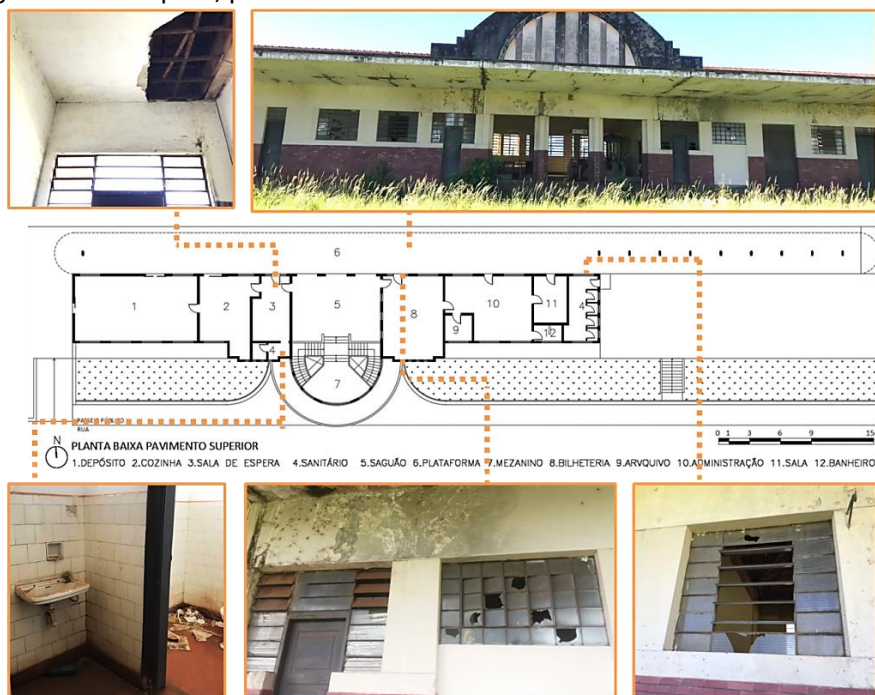 6
1
2
3
5
8
10
11
4
9
12
4
7
RUA
N
PLANTA BAIXA PAVIMENTO SUPERIOR
0 1 3 6 9
1.DEPÓSITO 2.COZINHA 3.SALA DE ESPERA 4.SANITÁRIO 5.SAGUÃO 6.PLATAFORMA 7.MEZANINO 8.BILHETERIA 9.ARVQUIVO 10.ADMINISTRAÇÃO 11.SALA 12.BANHEIRO